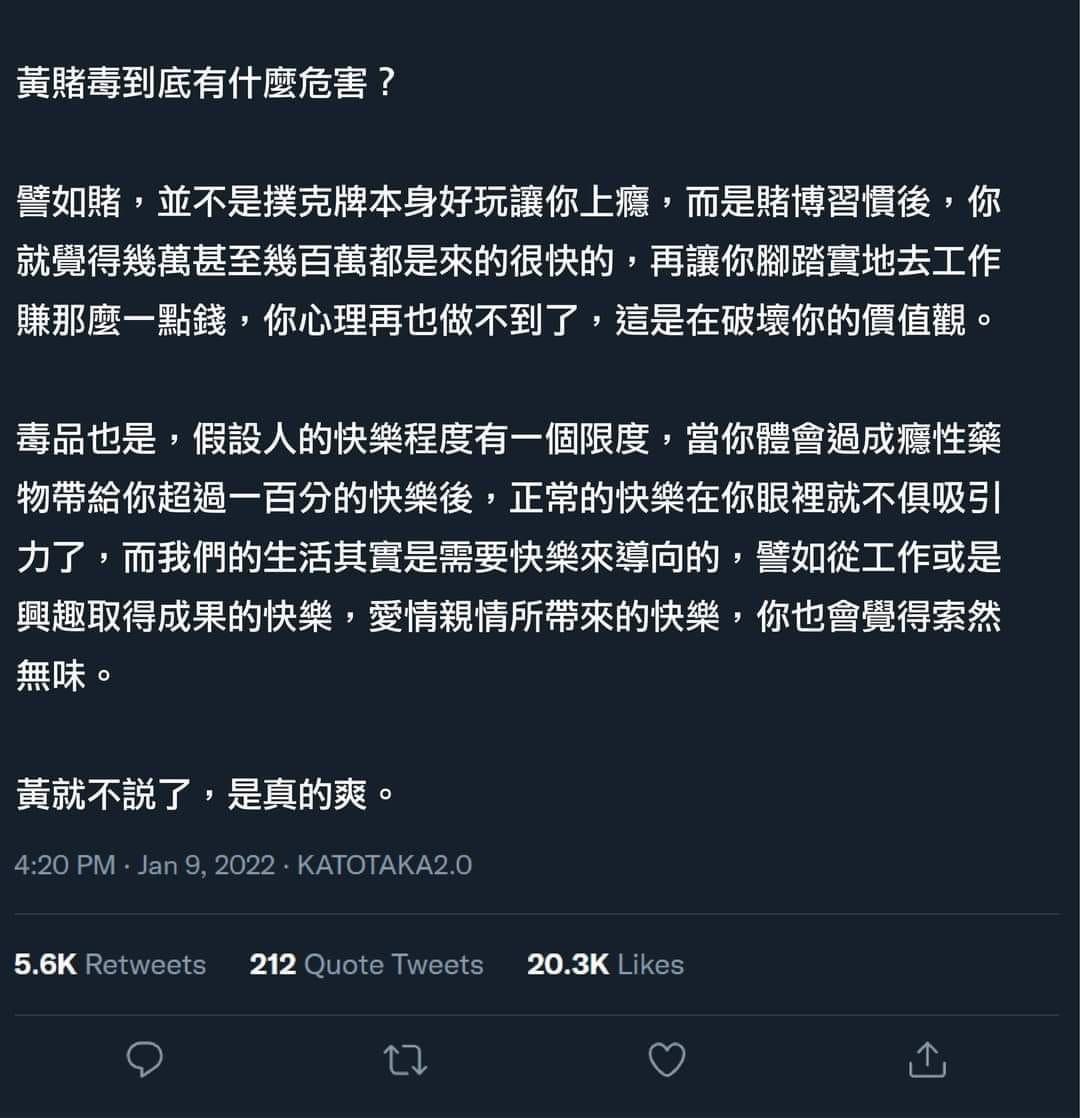 黃賭毒到底有什麼危害？
譬如賭，並不是撲克牌本身好玩讓你上癮，而是賭博習慣後，你
就覺得幾萬甚至幾百萬都是來的很快的，再讓你腳踏實地去工作
賺那麼一點錢，你心理再也做不到了，這是在破壞你的價值觀。
毒品也是，假設人的快樂程度有一個限度，當你體會過成癮性藥
物帶給你超過一百分的快樂後，正常的快樂在你眼裡就不俱吸引
力了，而我們的生活其實是需要快樂來導向的，譬如從工作或是
興趣取得成果的快樂，愛情親情所帶來的快樂，你也會覺得索然
無味。
黃就不説了，是真的爽。
4:20 PM · Jan 9, 2022 · KATOTAKA2.0
5.6K Retweets 212 Quote Tweets 20.3K Likes